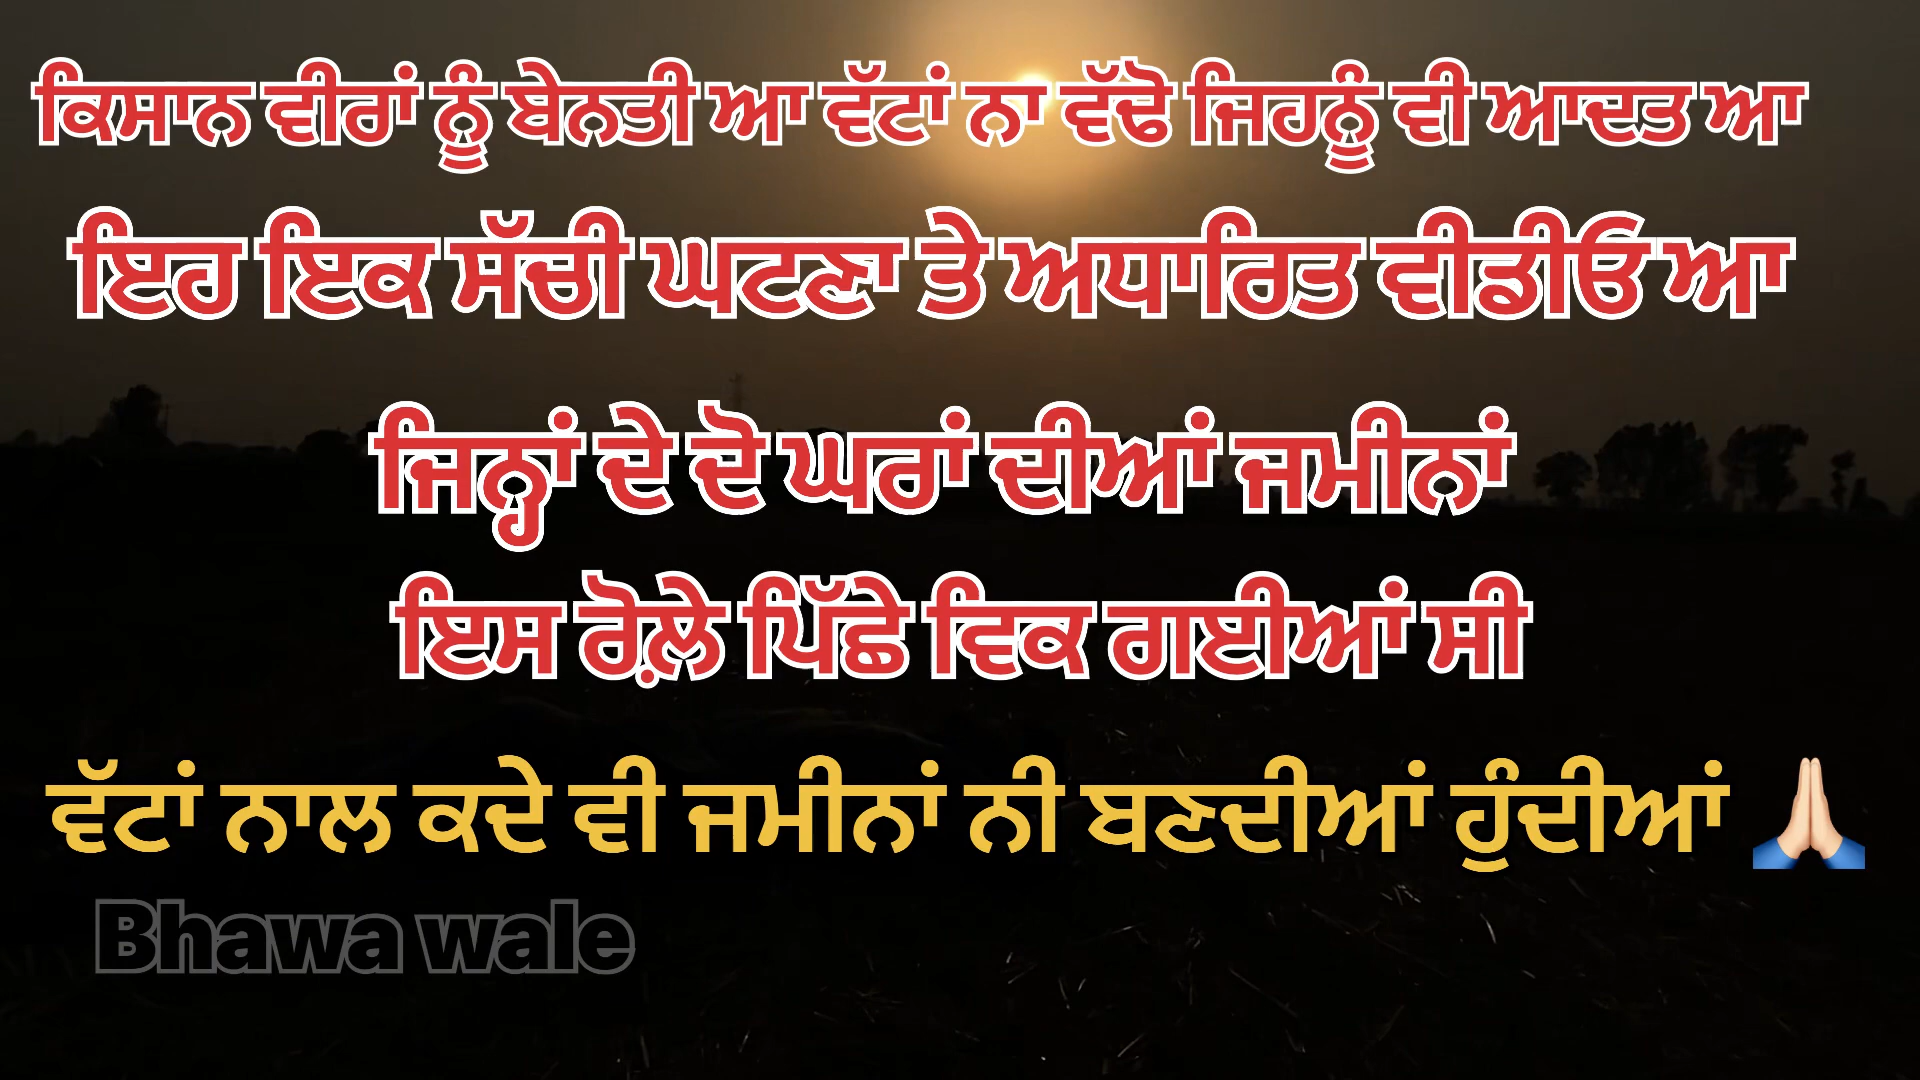 ਕਿਸਾਨ ਵੀਰਾਂ ਨੂੰ ਬੇਨਤੀ ਆ ਵੱਟਾਂ ਨਾ ਵੱਢੋ ਜਿਹਨੂੰ ਵੀ ਆਦਤ ਆ
ਇਹ ਇਕ ਸੱਚੀ ਘਟਣਾ ਤੇ ਅਧਾਰਿਤ ਵੀਡੀਓ ਆ
ਜਿਨ੍ਹਾਂ ਦੇ ਦੋ ਘਰਾਂ ਦੀਆਂ ਜਮੀਨਾਂ
ਇਸ ਰੋਲ਼ੇ ਪਿੱਛੇ ਵਿਕ ਗਈਆਂ ਸੀ
ਵੱਟਾਂ ਨਾਲ ਕਦੇ ਵੀ ਜਮੀਨਾਂ ਨੀ ਬਣਦੀਆਂ ਹੁੰਦੀਆਂ 🙏🏻
Bhawa wale